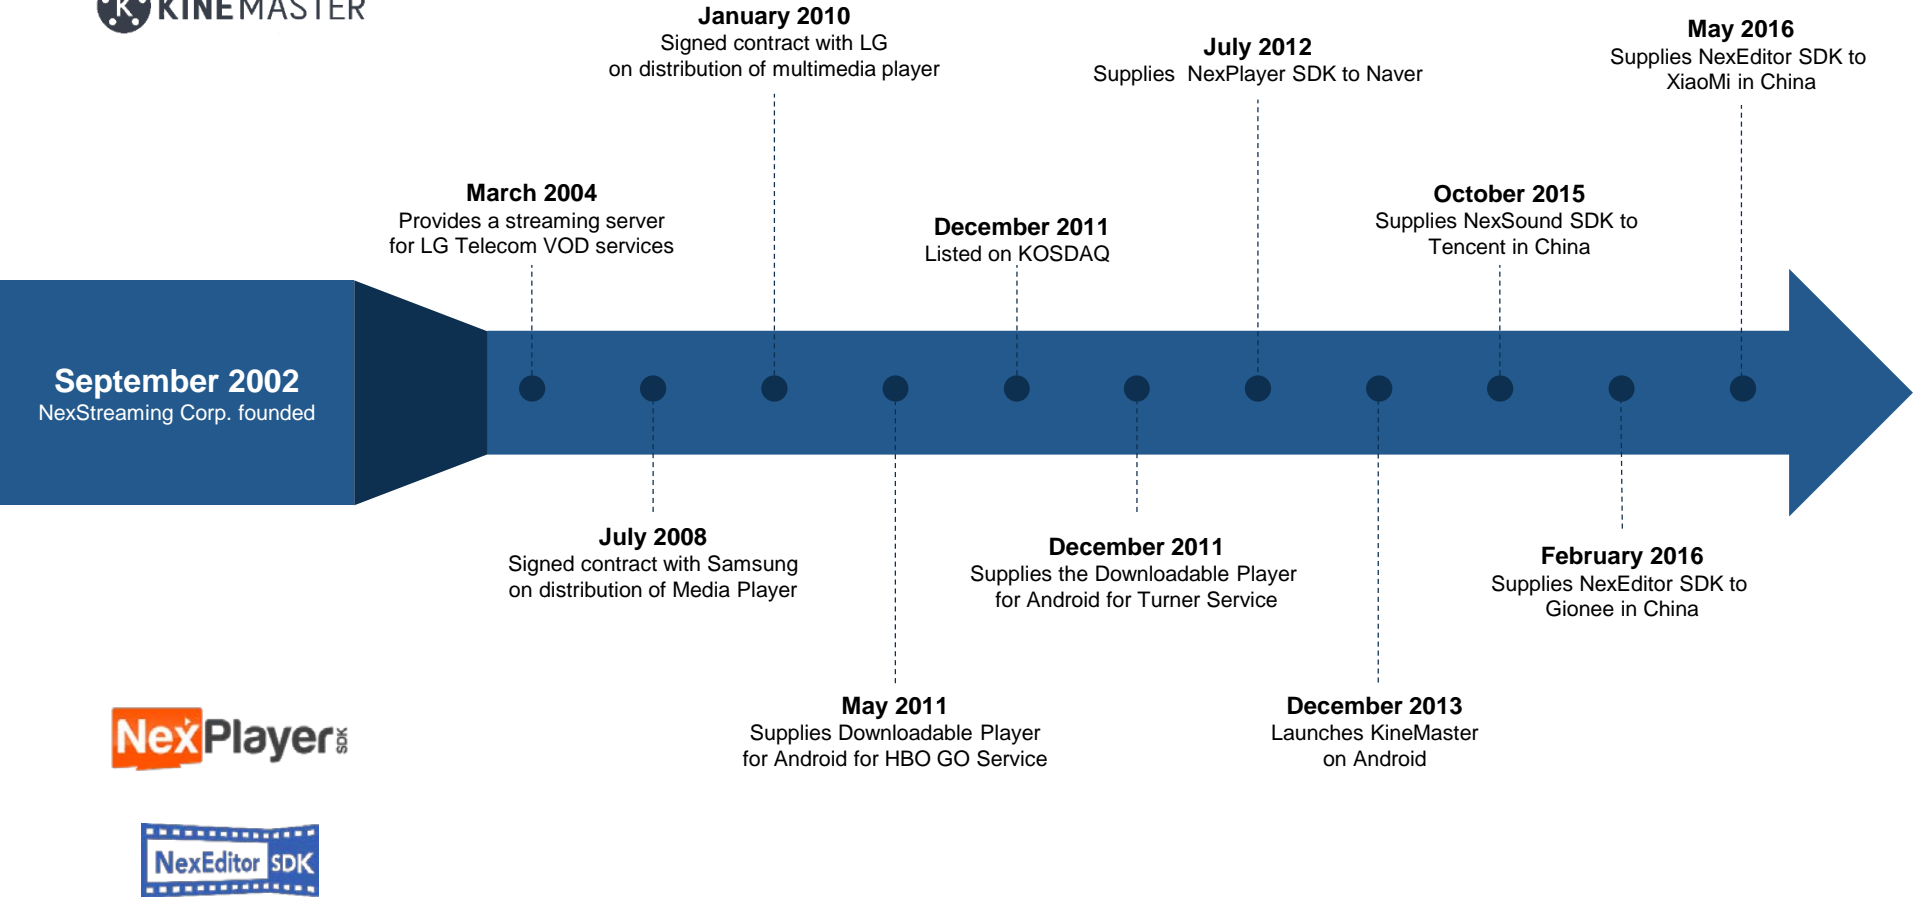 KINEMASTER
January 2010
Signed contract with LG
on distribution of multimedia player
July 2012
Supplies NexPlayer SDK to Naver
May 2016
Supplies NexEditor SDK to
XiaoMi in China
March 2004
Provides a streaming server
for LG Telecom VOD services
December 2011
Listed on KOSDAQ
October 2015
Supplies NexSound SDK to
Tencent in China
September 2002
NexStreaming Corp. founded
July 2008
Signed contract with Samsung
on distribution of Media Player
December 2011
Supplies the Downloadable Player
for Android for Turner Service
February 2016
Supplies NexEditor SDK to
Gionee in China
May 2011
Supplies Downloadable Player
for Android for HBO GO Service
December 2013
Launches KineMaster
on Android
NexPlayer SDK
NexEditor SDK